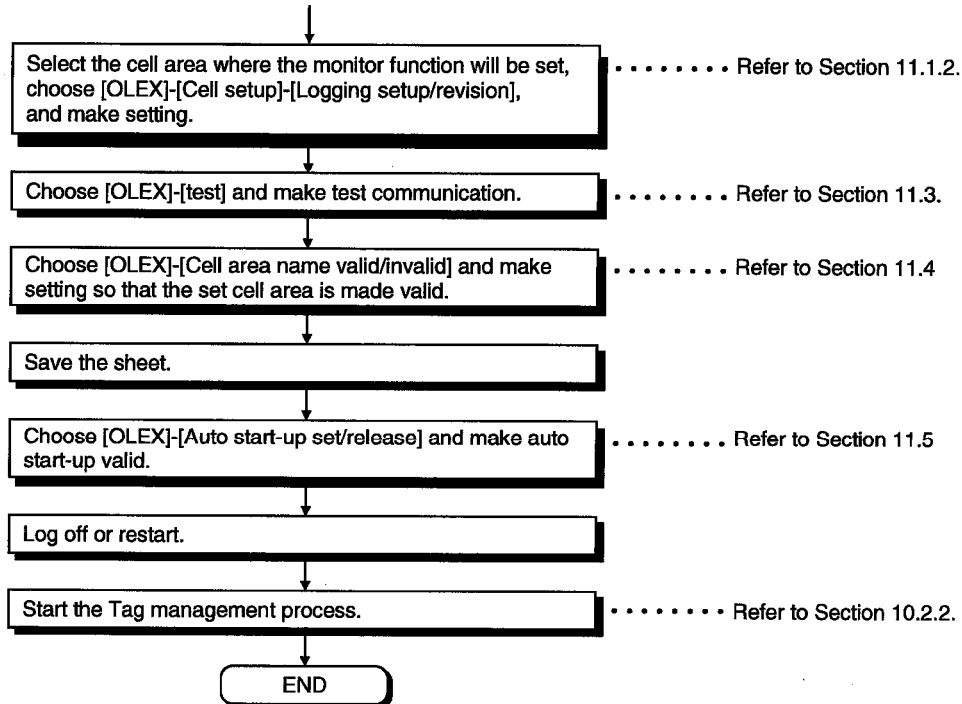 Select the cell area where the monitor function will be set,
choose [OLEX]-[Cell setup]-[Logging setup/revision],
and make setting.
Refer to Section 11.1.2.
Choose [OLEX]-[test] and make test communication.
Refer to Section 11.3.
Choose [OLEX]-[Cell area name valid/invalid] and make
setting so that the set cell area is made valid.
Refer to Section 11.4
Save the sheet.
Choose [OLEX]-[Auto start-up set/release] and make auto
start-up valid.
Refer to Section 11.5
Log off or restart.
Start the Tag management process.
Refer to Section 10.2.2.
END